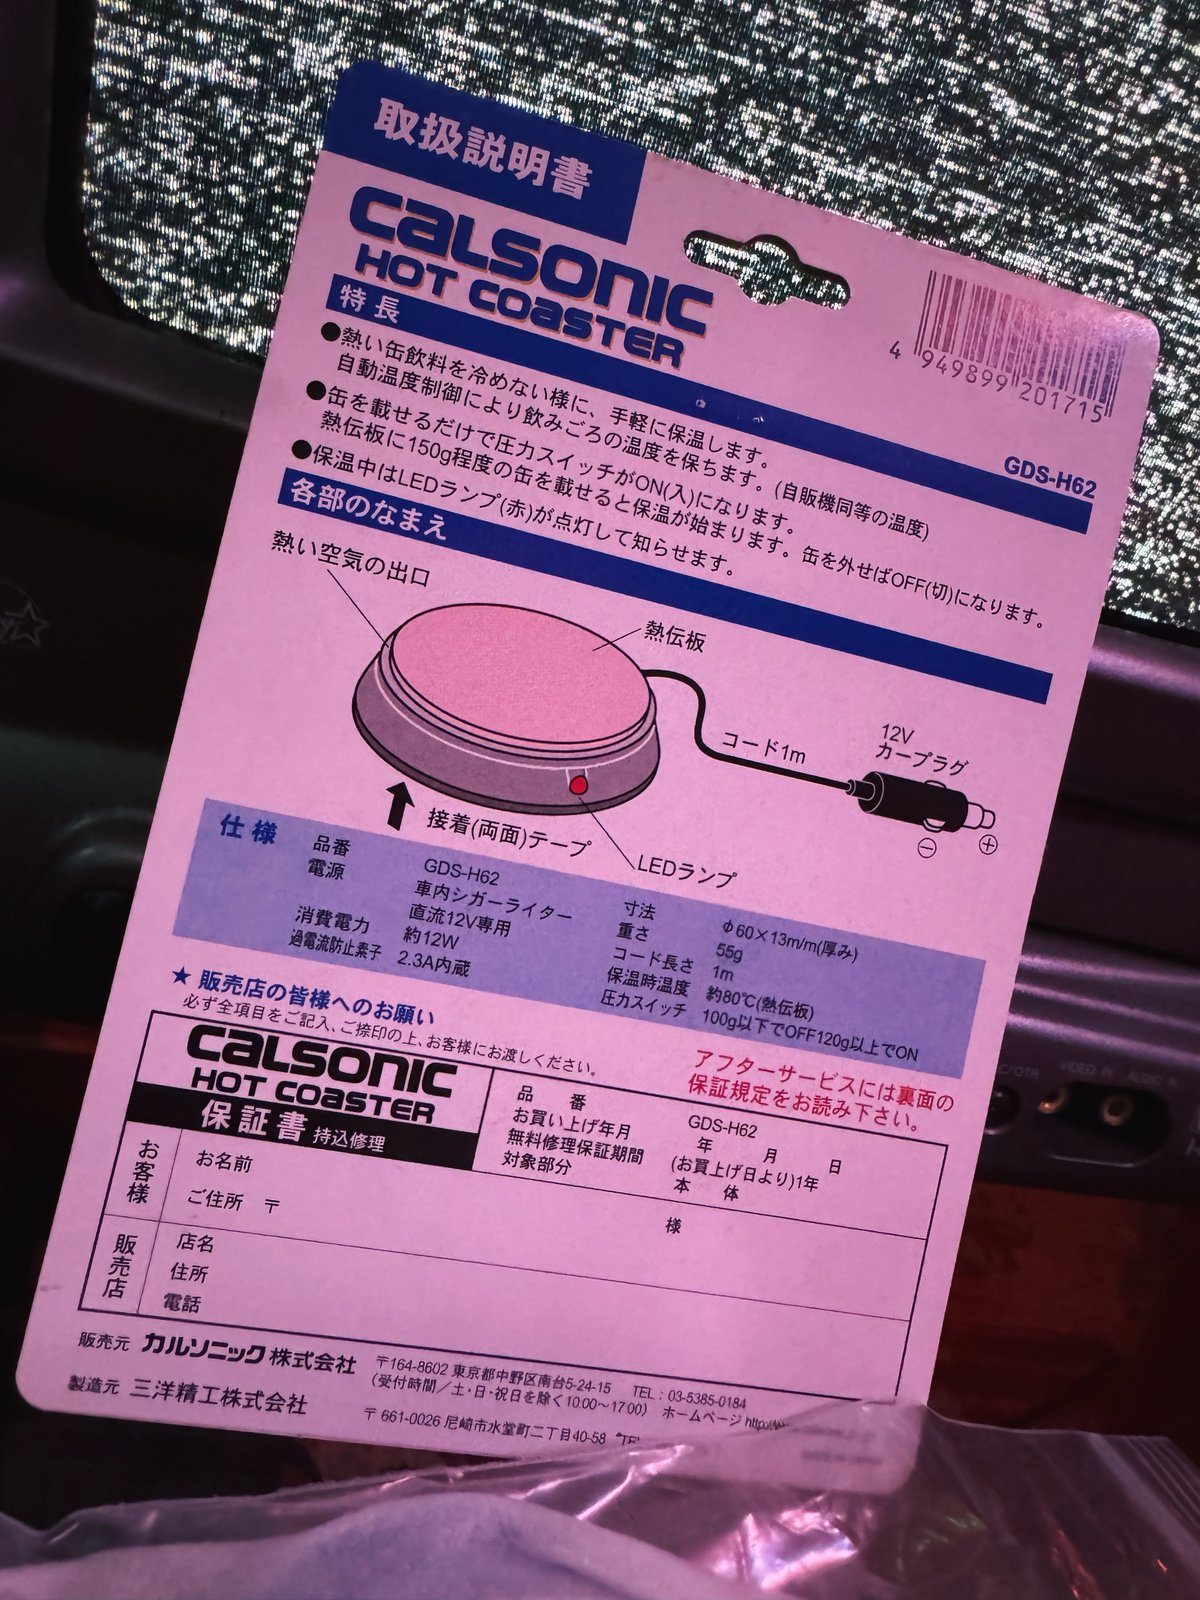 取扱説明書
CALSONIC
HOT COASTER
4 949899 201715
GDS-H62
特長
●熱い缶飲料を冷めない様に、手軽に保温します。
自動温度制御により飲みごろの温度を保ちます。(自販機同等の温度)
●缶を載せるだけで圧力スイッチがON(入)になります。
熱伝板に150g程度の缶を載せると保温が始まります。缶を外せばOFF(切)になります。
●保温中はLEDランプ(赤)が点灯して知らせます。
各部のなまえ
熱い空気の出口
熱伝板
コード1m
12V
カープラグ
⊖ ⊕
接着(両面)テープ
LEDランプ
仕様
品番 GDS-H62
電源 車内シガーライター
直流12V専用
消費電力 約12W
過電流防止素子 2.3A内蔵
寸法 φ60×13m/m(厚み)
重さ 55g
コード長さ 1m
保温時温度 約80℃(熱伝板)
圧力スイッチ 100g以下でOFF120g以上でON
★販売店の皆様へのお願い
必ず全項目をご記入、ご捺印の上、お客様にお渡しください。
アフターサービスには裏面の
保証規定をお読み下さい。
CALSONIC
HOT COASTER
保証書 持込修理
品番 GDS-H62
お買い上げ年月 年 月 日
無料修理保証期間 (お買上げ日より)1年
対象部分 本体
お客様
お名前 様
ご住所 〒
販売店
店名
住所
電話
販売元 カルソニック株式会社 〒164-8602 東京都中野区南台5-24-15 TEL:03-5385-0184
(受付時間/土・日・祝日を除く10:00~17:00) ホームページ
製造元 三洋精工株式会社 〒661-0026 尼崎市水堂町二丁目40-58
VIDEO IN